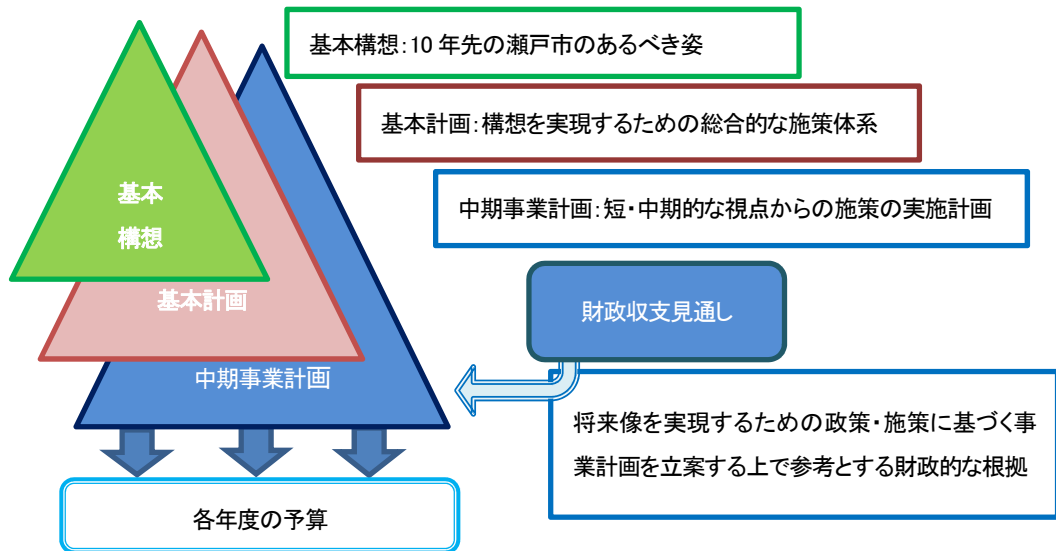 基本構想：10 年先の瀬戸市のあるべき姿
基本計画：構想を実現するための総合的な施策体系
中期事業計画：短・中期的な視点からの施策の実施計画
基本
構想
基本計画
中期事業計画
財政収支見通し
将来像を実現するための政策・施策に基づく事
業計画を立案する上で参考とする財政的な根拠
各年度の予算